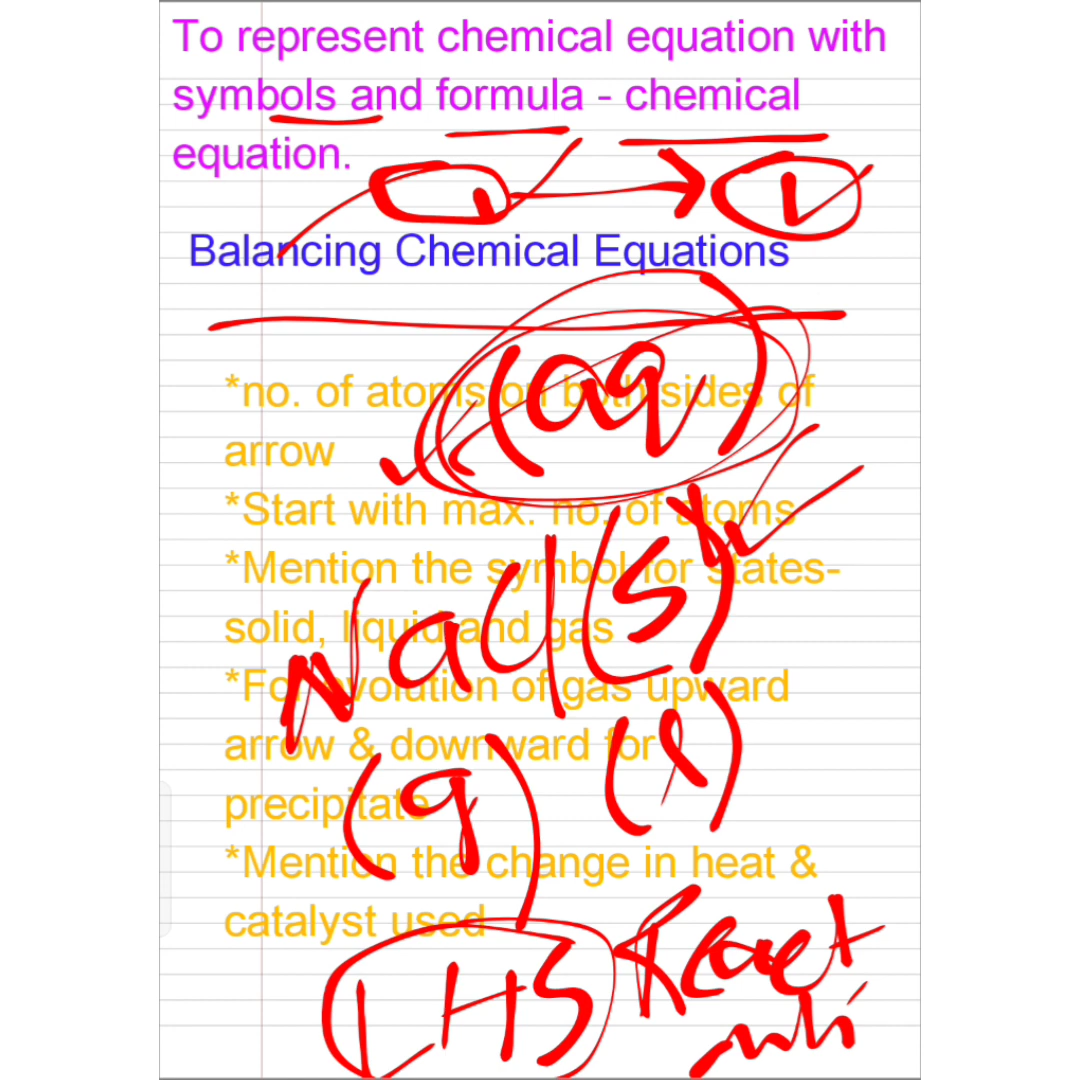 To represent chemical equation with
symbols and formula - chemical
equation.
Balancing Chemical Equations
(aq)
*no. of atoms on both sides of
arrow
*Start with max. no. of atoms
*Mention the symbol for states-
solid, liquid and gas
NaCl(s)
*For evolution of gas upward
arrow & downward for
precipitate
(l)
(g)
*Mention the change in heat &
catalyst used
LHS
React